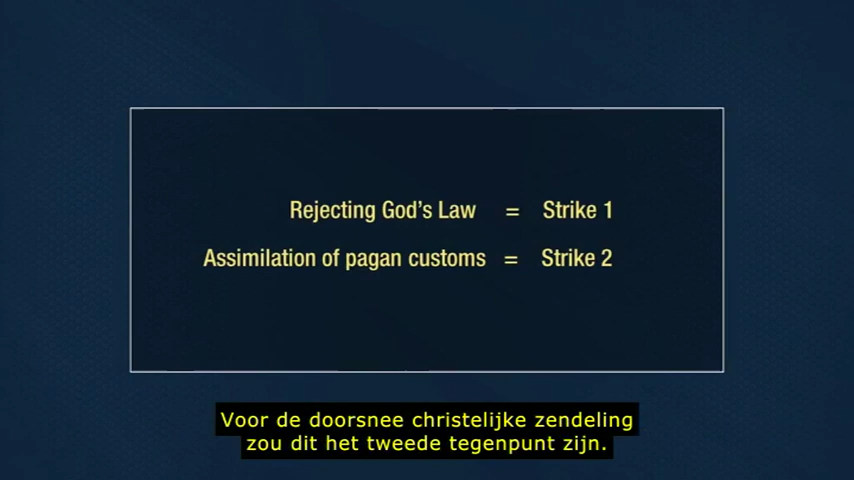 Rejecting God's Law = Strike 1
Assimilation of pagan customs = Strike 2
Voor de doorsnee christelijke zendeling
zou dit het tweede tegenpunt zijn.